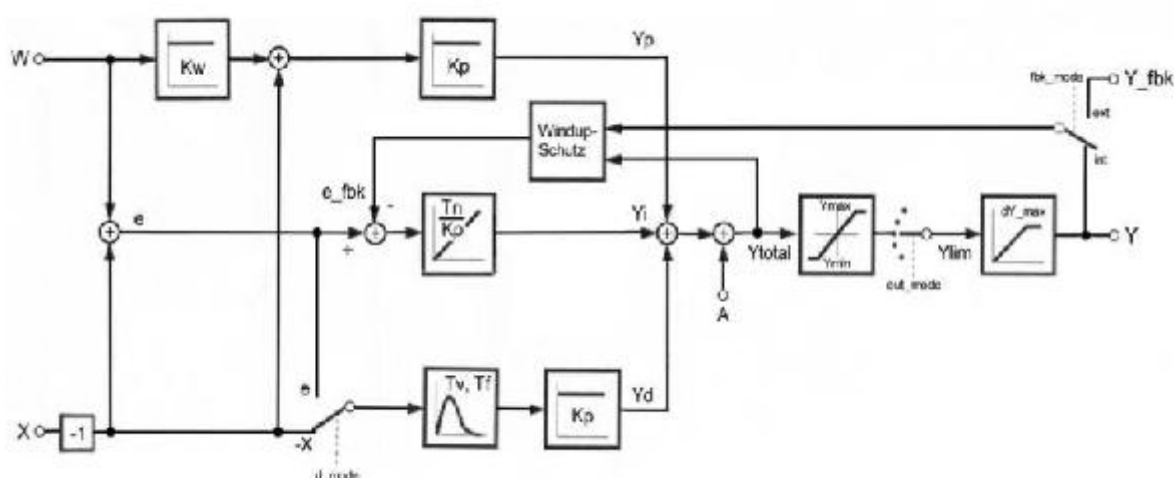 W
Kw
Kp
Yp
fbk_mode
Y_fbk
ext
int
Windup-
Schutz
e_fbk
-
e
+
Tn
Kp
Yi
Ytotal
Ymax
Ymin
out_mode
Ylim
dY_max
Y
A
e
Tv, Tf
Kp
Yd
X
-1
-X
d_mode